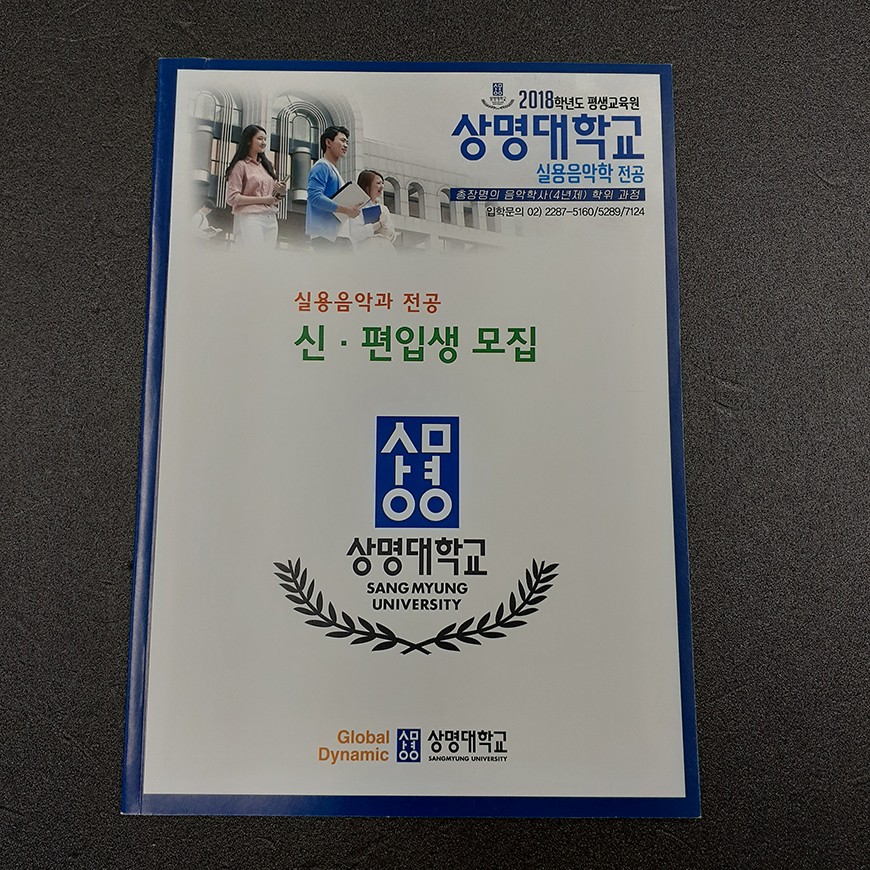 2018학년도 평생교육원
상명대학교
실용음악학 전공
총장명의 음악학사(4년제) 학위 과정
입학문의 02) 2287-5160/5289/7124
실용음악과 전공
신 · 편입생 모집
상명
상명대학교
SANGMYUNG
UNIVERSITY
Global
Dynamic
상명
상명대학교
SANGMYUNG UNIVERSITY